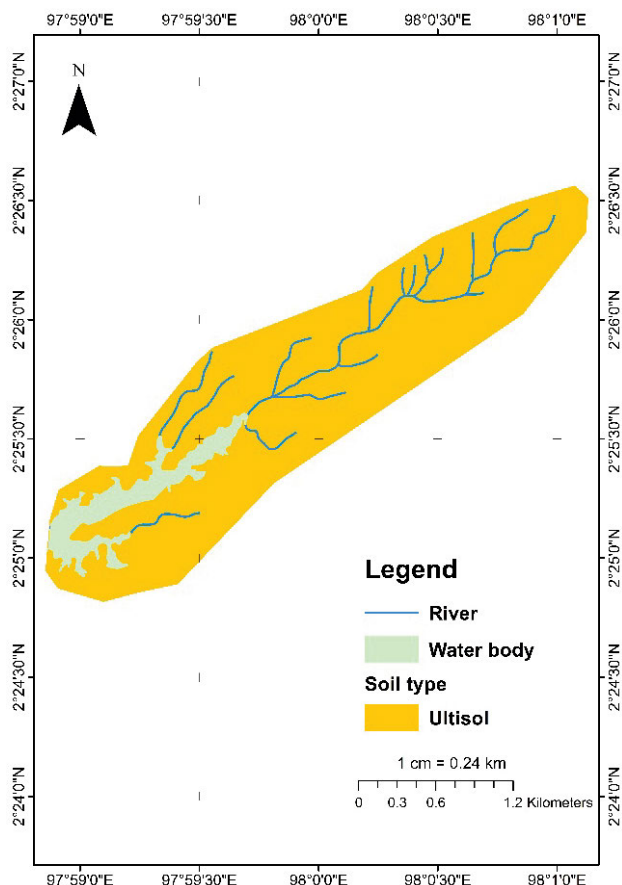 97°59'0"E 97°59'30"E 98°0'0"E 98°0'30"E 98°1'0"E
2°27'0"N 2°27'0"N
N
2°26'30"N 2°26'30"N
2°26'0"N 2°26'0"N
2°25'30"N 2°25'30"N
2°25'0"N 2°25'0"N
Legend
River
Water body
2°24'30"N 2°24'30"N
Soil type
Ultisol
1 cm = 0.24 km
0 0.3 0.6 1.2 Kilometers
2°24'0"N 2°24'0"N
97°59'0"E 97°59'30"E 98°0'0"E 98°0'30"E 98°1'0"E